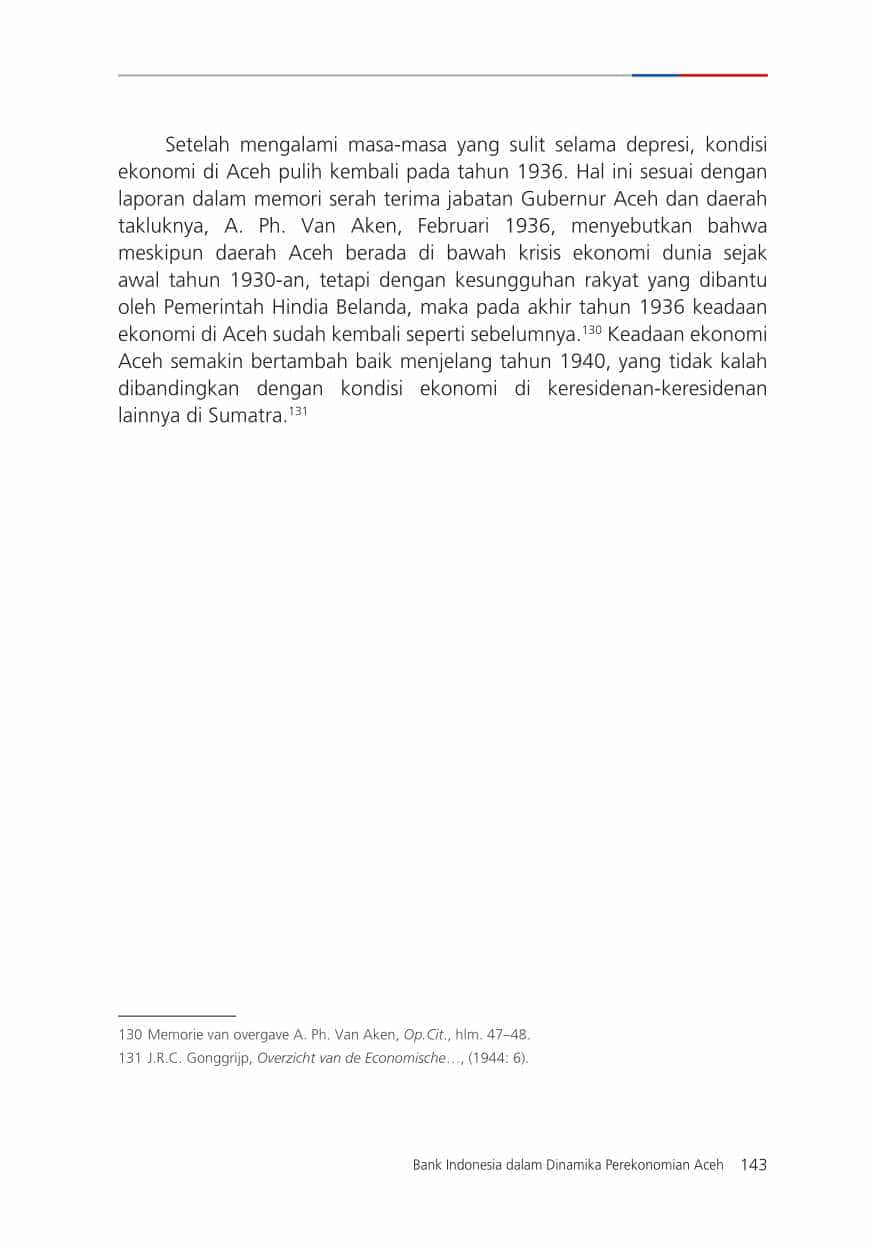 Setelah mengalami masa-masa yang sulit selama depresi, kondisi
ekonomi di Aceh pulih kembali pada tahun 1936. Hal ini sesuai dengan
laporan dalam memori serah terima jabatan Gubernur Aceh dan daerah
takluknya, A. Ph. Van Aken, Februari 1936, menyebutkan bahwa
meskipun daerah Aceh berada di bawah krisis ekonomi dunia sejak
awal tahun 1930-an, tetapi dengan kesungguhan rakyat yang dibantu
oleh Pemerintah Hindia Belanda, maka pada akhir tahun 1936 keadaan
ekonomi di Aceh sudah kembali seperti sebelumnya.130 Keadaan ekonomi
Aceh semakin bertambah baik menjelang tahun 1940, yang tidak kalah
dibandingkan dengan kondisi ekonomi di keresidenan-keresidenan
lainnya di Sumatra.131
130 Memorie van overgave A. Ph. Van Aken, Op.Cit., hlm. 47–48.
131 J.R.C. Gonggrijp, Overzicht van de Economische…, (1944: 6).
Bank Indonesia dalam Dinamika Perekonomian Aceh 143